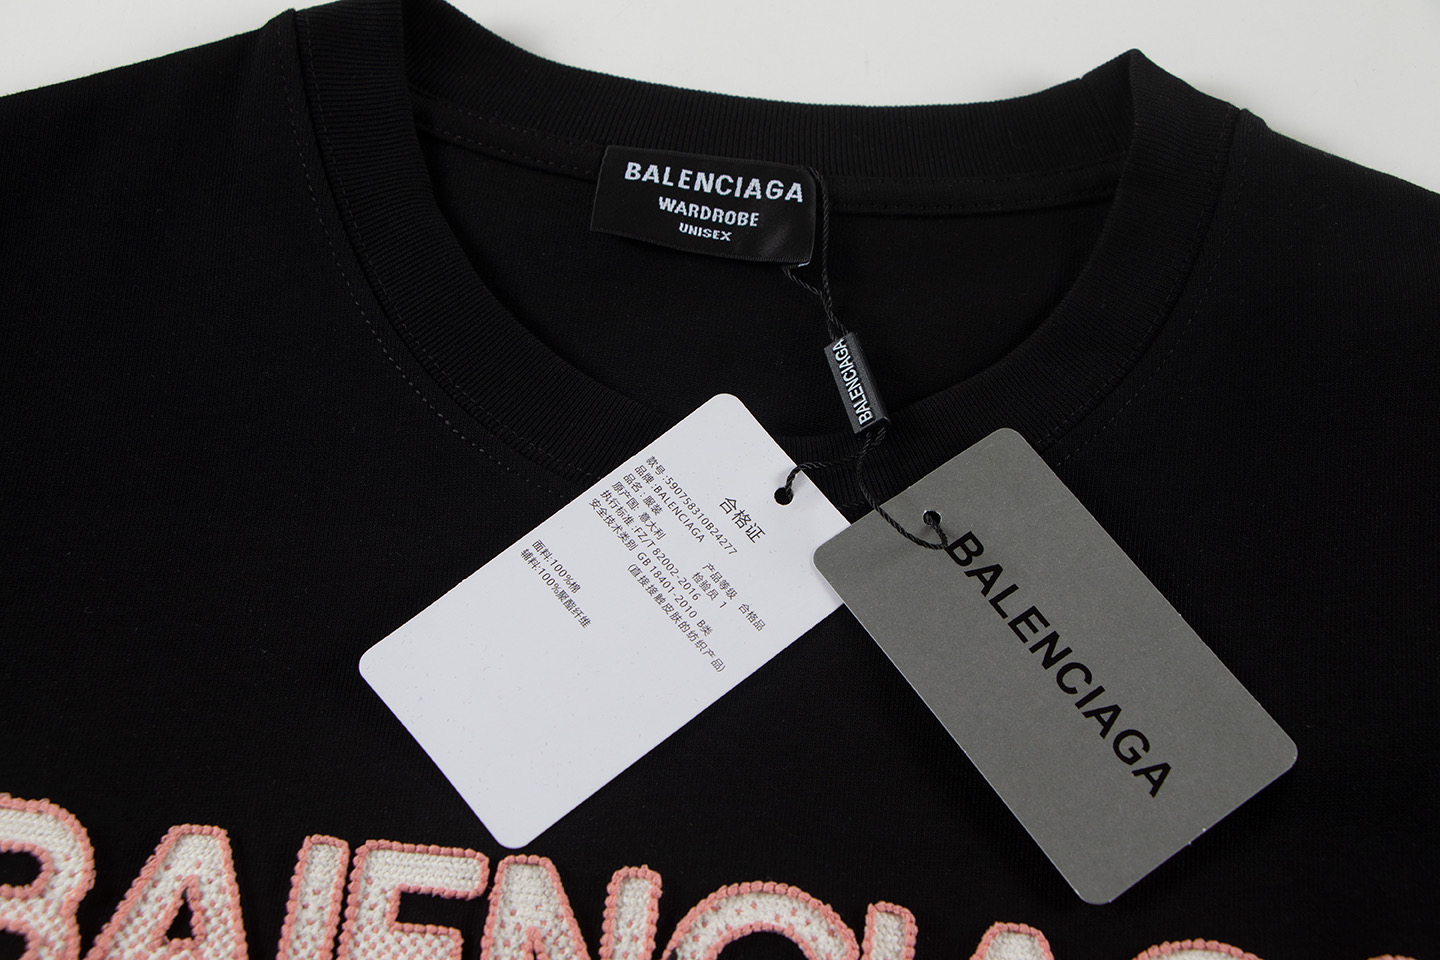 BALENCIAGA
WARDROBE
UNISEX
BALENCIAGA
合格证
款号:590758310B24277
品牌:BALENCIAGA
品名:服装
原产国:意大利
执行标准:FZ/T 82002-2016
安全技术类别 GB 18401-2010 B类
(直接接触皮肤的纺织产品)
产品等级 合格品
检验员 1
面料:100%棉
辅料:100%聚酯纤维
BALENCIAGA
BALENCIAGA